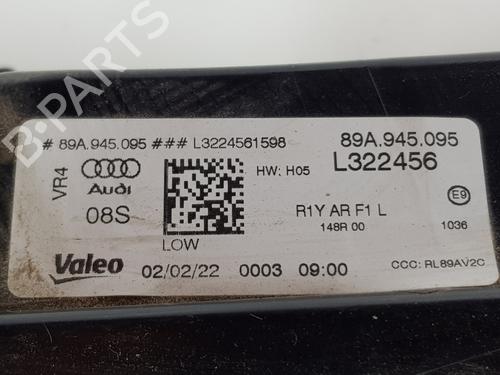 B-PARTS
# 89A.945.095 ### L3224561598
89A.945.095
L322456
VR4
Audi
08S
HW: H05
E9
R1Y AR F1 L
148R 00
1036
LOW
Valeo
02/02/22 0003 09:00
CCC: RL89AV2C